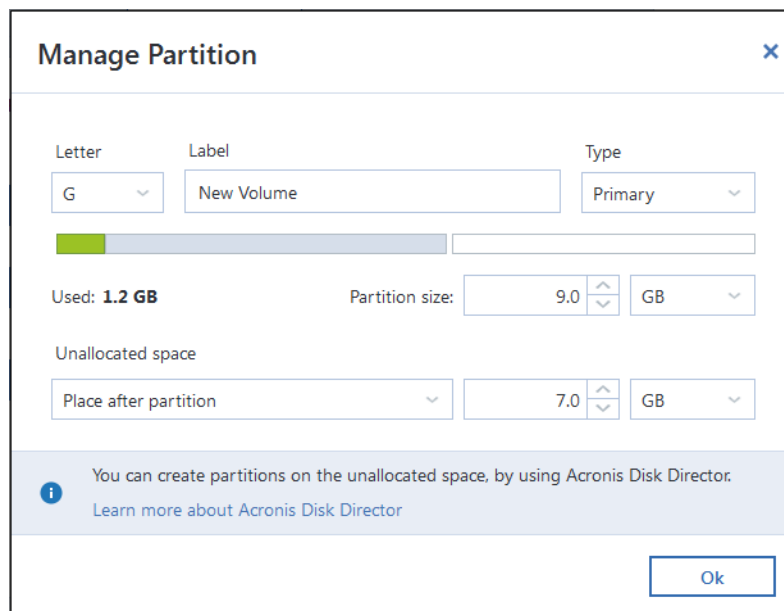 Manage Partition
Letter
Label
Type
G
New Volume
Primary
Used: 1.2 GB
Partition size:
9.0
GB
Unallocated space
Place after partition
7.0
GB
You can create partitions on the unallocated space, by using Acronis Disk Director.
Learn more about Acronis Disk Director
Ok